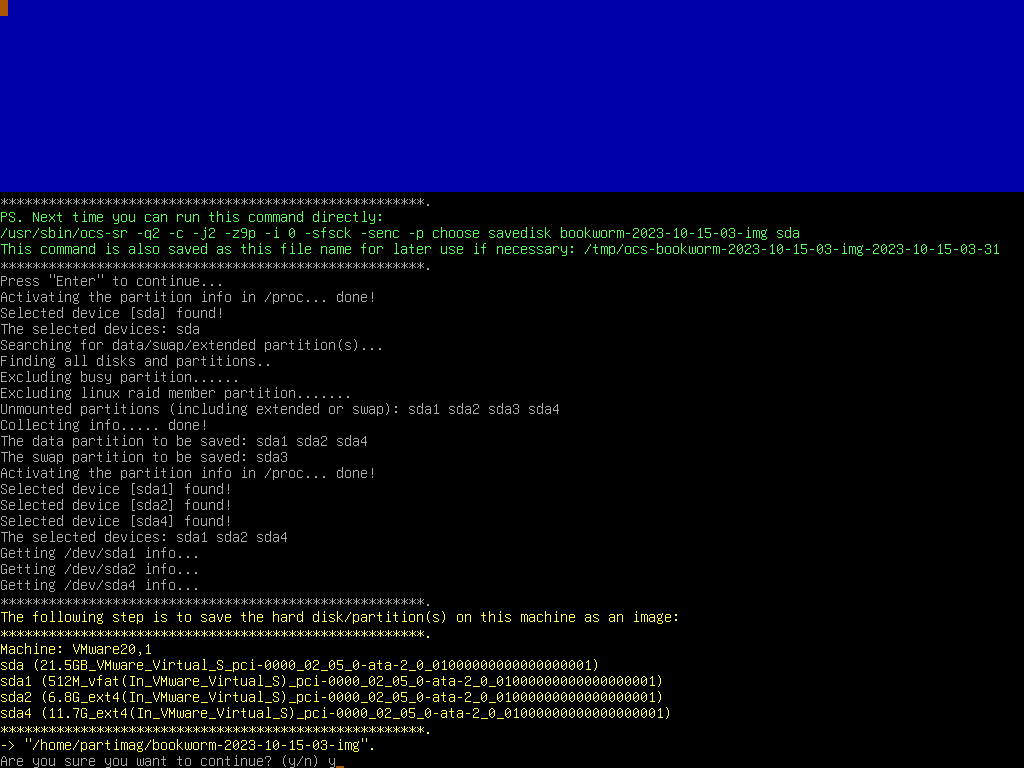 *****************************************************.
PS. Next time you can run this command directly:
/usr/sbin/ocs-sr -q2 -c -j2 -z9p -i 0 -sfsck -senc -p choose savedisk bookworm-2023-10-15-03-img sda
This command is also saved as this file name for later use if necessary: /tmp/ocs-bookworm-2023-10-15-03-img-2023-10-15-03-31
*****************************************************.
Press "Enter" to continue...
Activating the partition info in /proc... done!
Selected device [sda] found!
The selected devices: sda
Searching for data/swap/extended partition(s)...
Finding all disks and partitions..
Excluding busy partition......
Excluding linux raid member partition.......
Unmounted partitions (including extended or swap): sda1 sda2 sda3 sda4
Collecting info..... done!
The data partition to be saved: sda1 sda2 sda4
The swap partition to be saved: sda3
Activating the partition info in /proc... done!
Selected device [sda1] found!
Selected device [sda2] found!
Selected device [sda4] found!
The selected devices: sda1 sda2 sda4
Getting /dev/sda1 info...
Getting /dev/sda2 info...
Getting /dev/sda4 info...
*****************************************************.
The following step is to save the hard disk/partition(s) on this machine as an image:
*****************************************************.
Machine: VMware20,1
sda (21.5GB_VMware_Virtual_S_pci-0000_02_05_0-ata-2_0_01000000000000000001)
sda1 (512M_vfat(In_VMware_Virtual_S)_pci-0000_02_05_0-ata-2_0_01000000000000000001)
sda2 (6.8G_ext4(In_VMware_Virtual_S)_pci-0000_02_05_0-ata-2_0_01000000000000000001)
sda4 (11.7G_ext4(In_VMware_Virtual_S)_pci-0000_02_05_0-ata-2_0_01000000000000000001)
*****************************************************.
-> "/home/partimag/bookworm-2023-10-15-03-img".
Are you sure you want to continue? (y/n) y